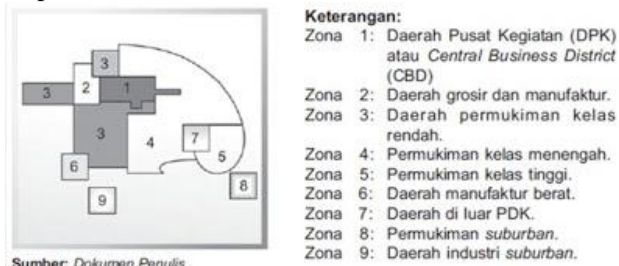 3
3
2
1
3
4
7
5
6
8
9
Sumber: Dokumen Penulis
Keterangan:
Zona 1: Daerah Pusat Kegiatan (DPK)
atau Central Business District
(CBD)
Zona 2: Daerah grosir dan manufaktur.
Zona 3: Daerah permukiman kelas
rendah.
Zona 4: Permukiman kelas menengah.
Zona 5: Permukiman kelas tinggi.
Zona 6: Daerah manufaktur berat.
Zona 7: Daerah di luar PDK.
Zona 8: Permukiman suburban.
Zona 9: Daerah industri suburban.